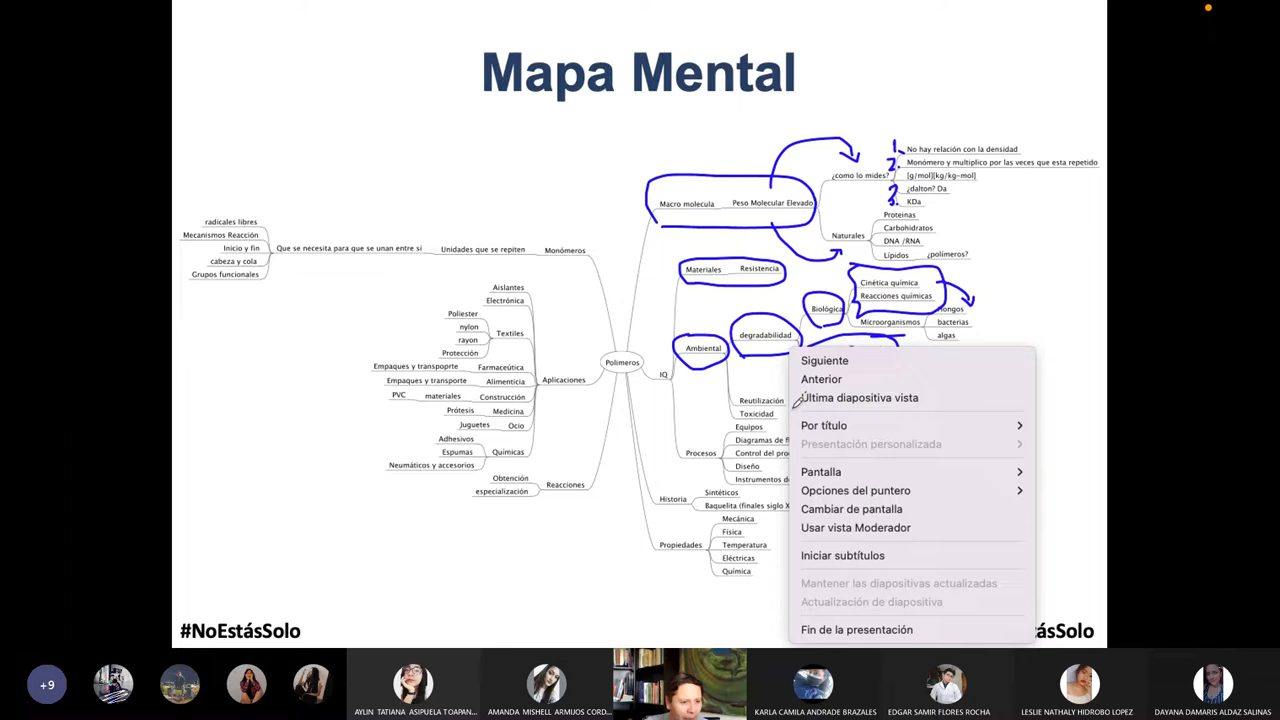 Mapa Mental
1.
No hay relación con la densidad
2.
Monómero y multiplico por las veces que esta repetido
¿como lo mides?
[g/mol][kg/kg-mol]
3.
¿dalton? Da
3.
KDa
Macro molecula
Peso Molecular Elevado
Proteinas
Carbohidratos
Naturales
DNA /RNA
Lípidos
¿polímeros?
radicales libres
Mecanismos Reacción
Inicio y fin
cabeza y cola
Grupos funcionales
Que se necesita para que se unan entre si
Unidades que se repiten
Monómeros
Materiales
Resistencia
Cinética química
Reacciones químicas
Biológica
Microorganismos
Hongos
bacterias
algas
degradabilidad
Ambiental
Reutilización
Toxicidad
IQ
Polimeros
Aislantes
Electrónica
Poliester
nylon
Textiles
rayon
Protección
Empaques y transpoprte
Farmaceútica
Empaques y transporte
Alimenticia
Aplicaciones
PVC
materiales
Construcción
Prótesis
Medicina
Juguetes
Ocio
Adhesivos
Espumas
Químicas
Neumáticos y accesorios
Obtención
especialización
Reacciones
Equipos
Diagramas de fl
Procesos
Control del pro
Diseño
Instrumentos d
Historia
Sintéticos
Baquelita (finales siglo X
Mecánica
Física
Propiedades
Temperatura
Eléctricas
Química
Siguiente
Anterior
Última diapositiva vista
Por título
Presentación personalizada
Pantalla
Opciones del puntero
Cambiar de pantalla
Usar vista Moderador
Iniciar subtítulos
Mantener las diapositivas actualizadas
Actualización de diapositiva
Fin de la presentación
#NoEstásSolo
ásSolo
+9
AYLIN TATIANA ASIPUELA TOAPAN...
AMANDA MISHELL ARMIJOS CORD...
KARLA CAMILA ANDRADE BRAZALES
EDGAR SAMIR FLORES ROCHA
LESLIE NATHALY HIDROBO LOPEZ
DAYANA DAMARIS ALDAZ SALINAS